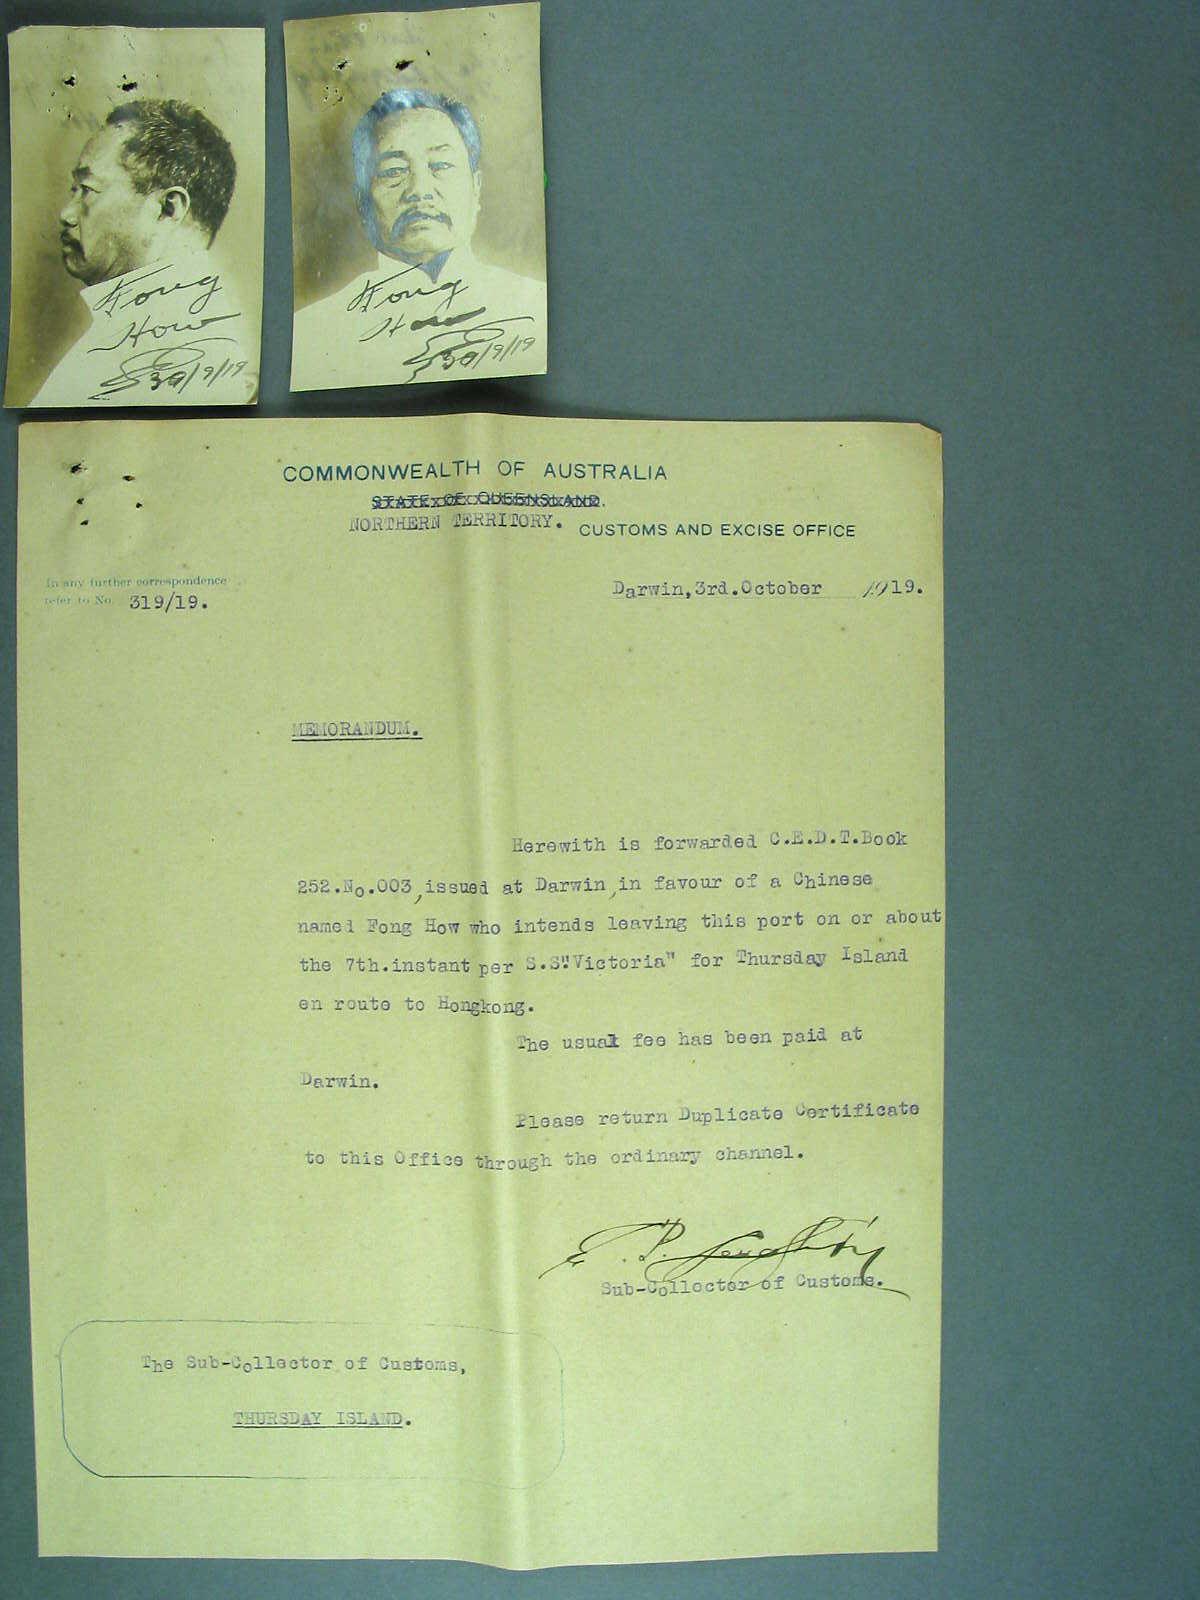 Fong
How
30/9/19
Fong
How
30/9/19
COMMONWEALTH OF AUSTRALIA
STATE OF QUEENSLAND.
NORTHERN TERRITORY.
CUSTOMS AND EXCISE OFFICE
In any further correspondence
refer to No. 319/19.
Darwin,3rd.October 1919.
MEMORANDUM.
Herewith is forwarded C.E.D.T.Book
252.No.003,issued at Darwin,in favour of a Chinese
named Fong How who intends leaving this port on or about
the 7th.instant per S.S"Victoria" for Thursday Island
en route to Hongkong.
The usual fee has been paid at
Darwin.
Please return Duplicate Certificate
to this Office through the ordinary channel.
Sub-Collector of Customs.
The Sub-Collector of Customs,
THURSDAY ISLAND.